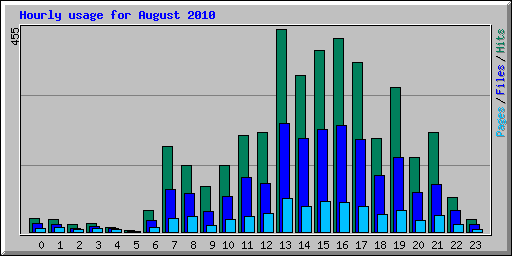 Hourly usage for August 2010
455
Pages / Files / Hits
0 1 2 3 4 5 6 7 8 9 10 11 12 13 14 15 16 17 18 19 20 21 22 23